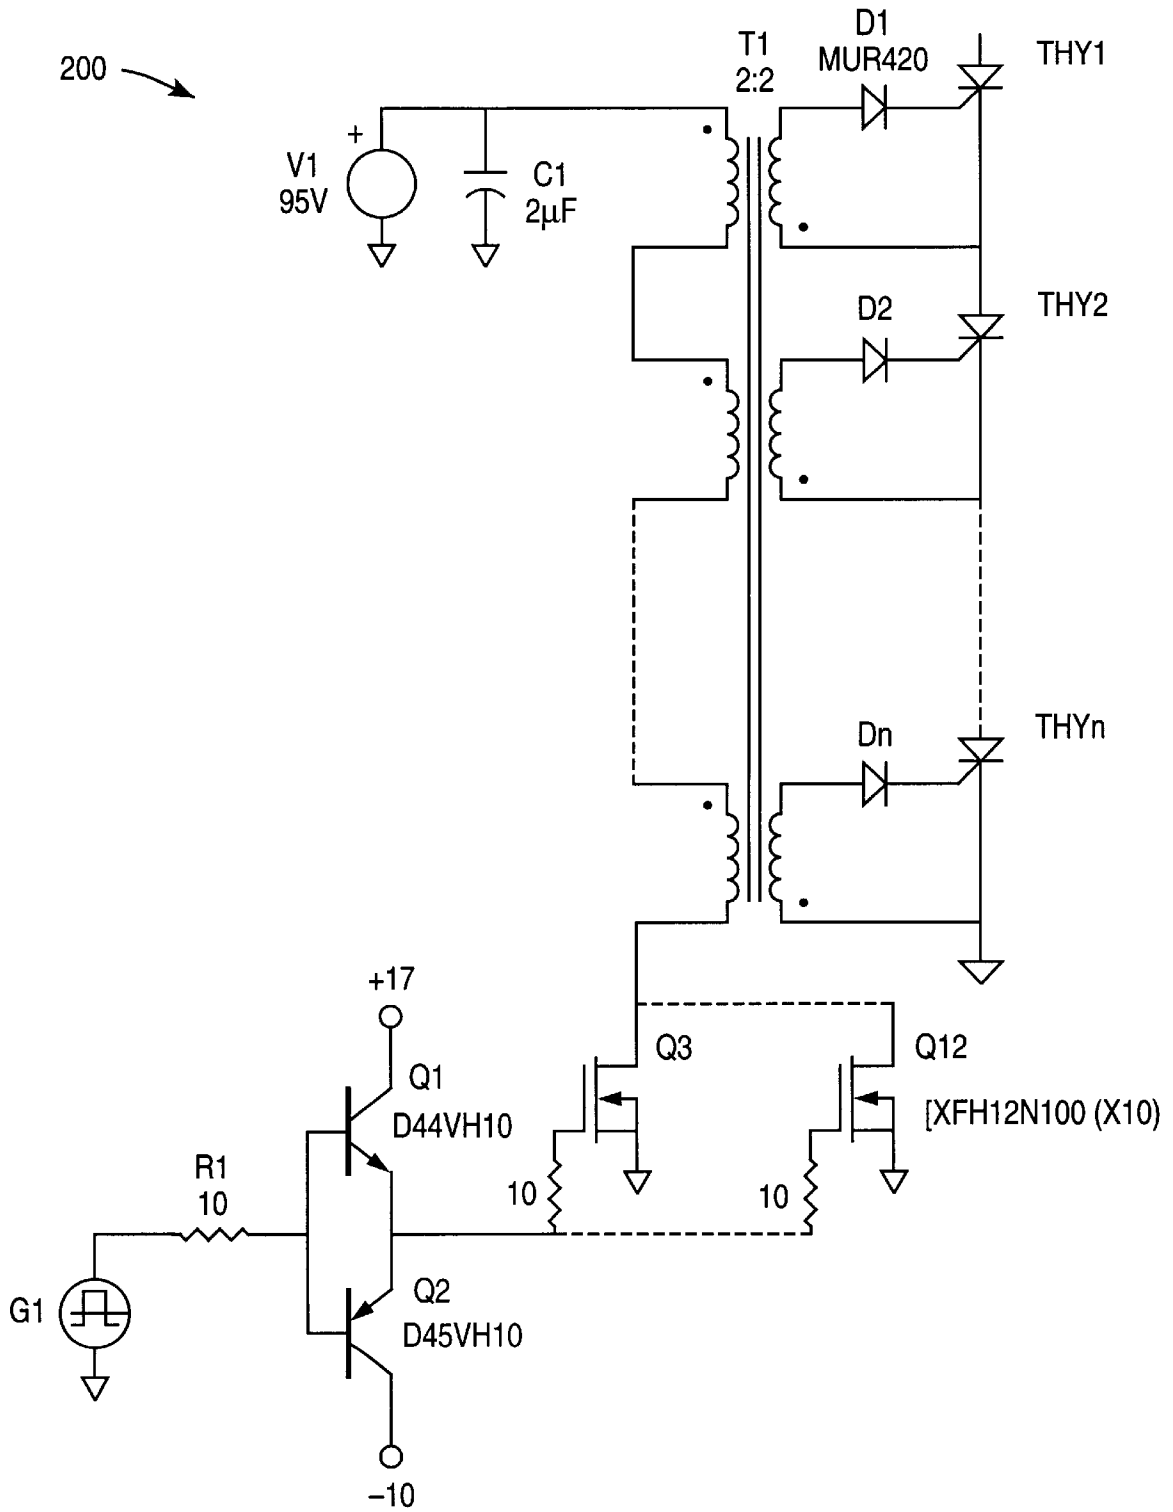 200
T1
2:2
D1
MUR420
THY1
+
V1
95V
C1
2μF
D2
THY2
Dn
THYn
+17
Q1
D44VH10
Q3
Q12
[XFH12N100 (X10)
R1
10
10
10
G1
Q2
D45VH10
–10